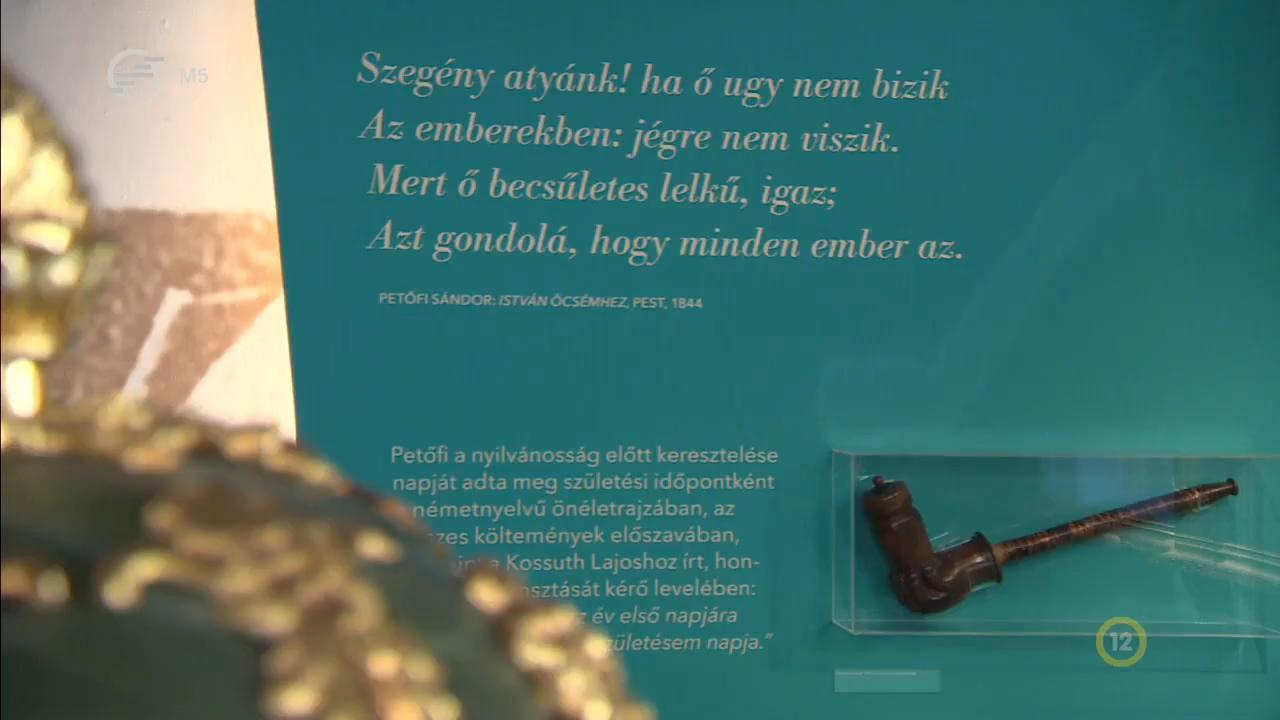 M5
Szegény atyánk! ha ő ugy nem bizik
Az emberekben: jégre nem viszik.
Mert ő becsűletes lelkű, igaz;
Azt gondolá, hogy minden ember az.
PETŐFI SÁNDOR: ISTVÁN ÖCSÉMHEZ, PEST, 1844
Petőfi a nyilvánosság előtt keresztelése
napját adta meg születési időpontként
németnyelvű önéletrajzában, az
költemények előszavában,
a Kossuth Lajoshoz írt, hon-
kérő levelében:
év első napjára
napja.”
12